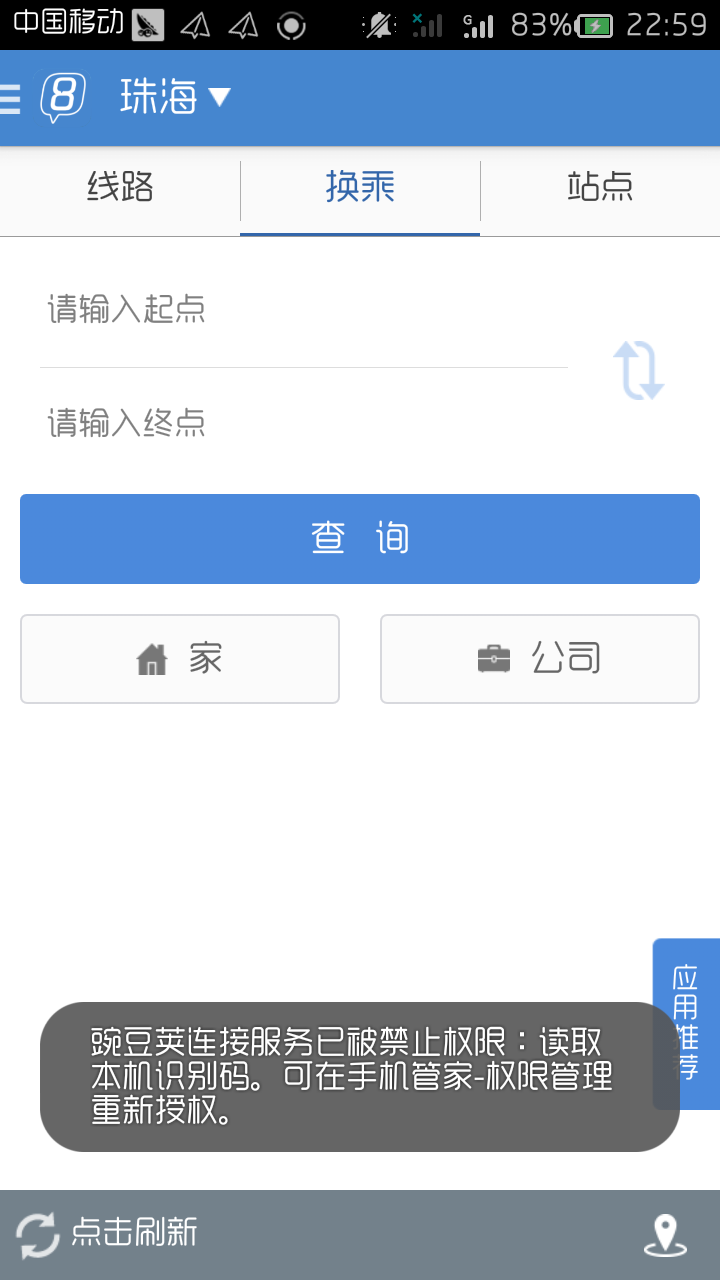 中国移动 G 83% 22:59
8 珠海
线路 换乘 站点
请输入起点
请输入终点
查 询
家 公司
应用推荐
豌豆荚连接服务已被禁止权限：读取
本机识别码。可在手机管家-权限管理
重新授权。
点击刷新